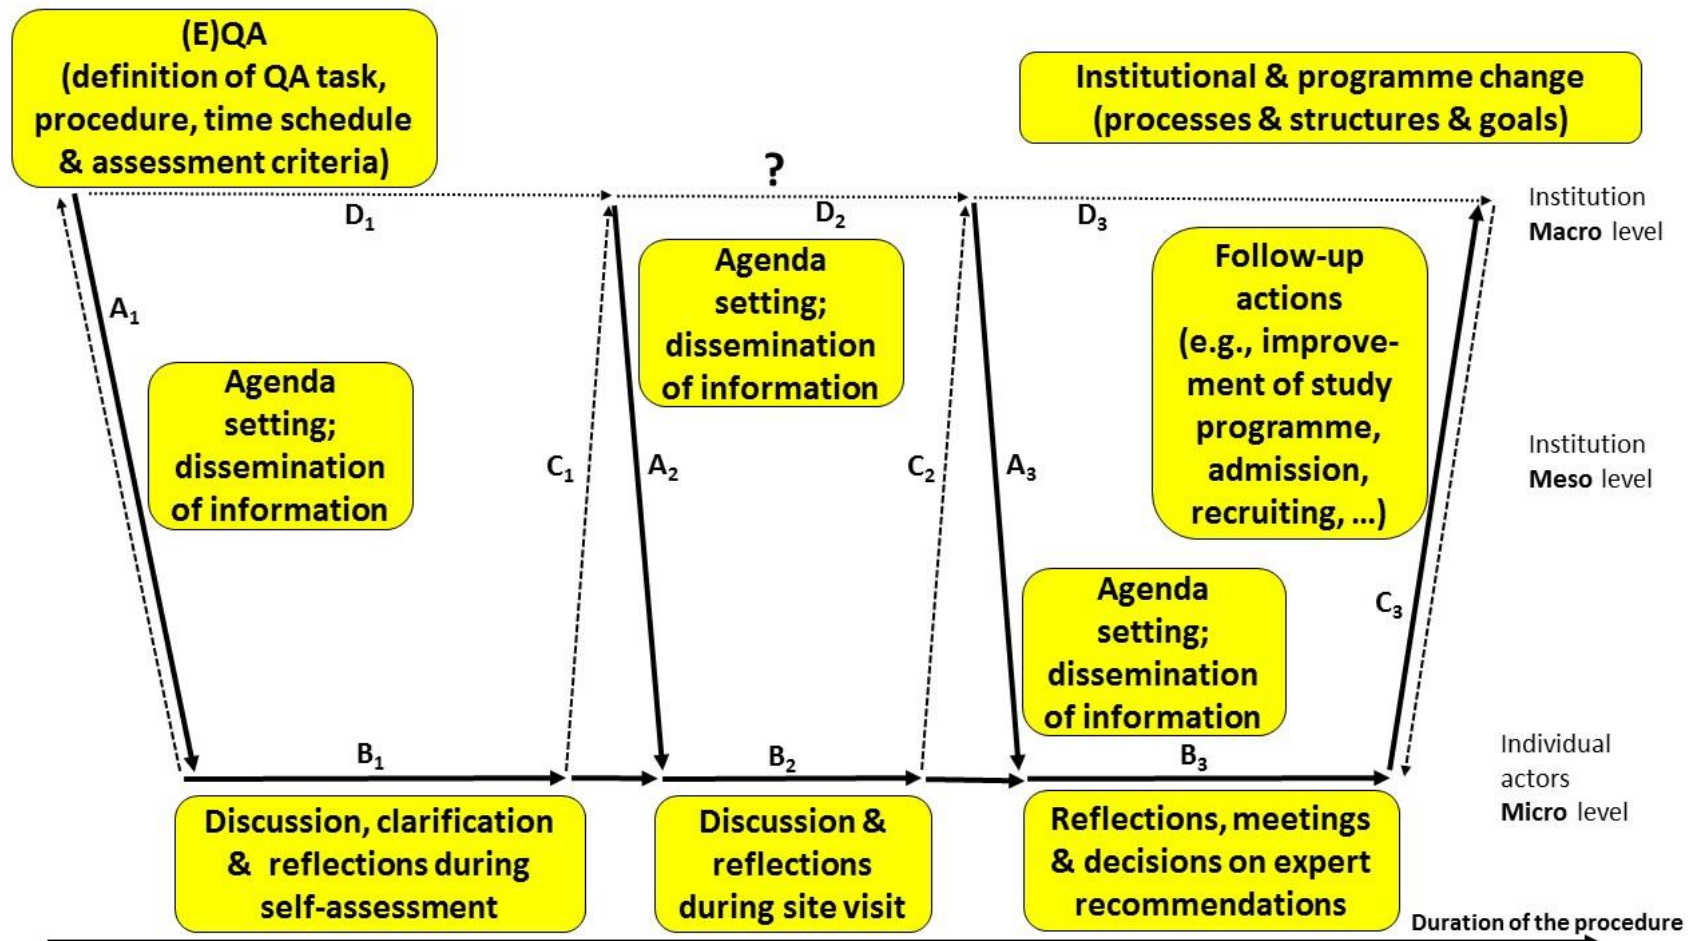 (E)QA
(definition of QA task,
procedure, time schedule
& assessment criteria)
Institutional & programme change
(processes & structures & goals)
?
D₁
D₂
D₃
Institution
Macro level
A₁
Agenda
setting;
dissemination
of information
Agenda
setting;
dissemination
of information
Follow-up
actions
(e.g., improve-
ment of study
programme,
admission,
recruiting, ...)
C₁
A₂
C₂
A₃
Institution
Meso level
Agenda
setting;
dissemination
of information
C₃
B₁
B₂
B₃
Individual
actors
Micro level
Discussion, clarification
& reflections during
self-assessment
Discussion &
reflections
during site visit
Reflections, meetings
& decisions on expert
recommendations
Duration of the procedure